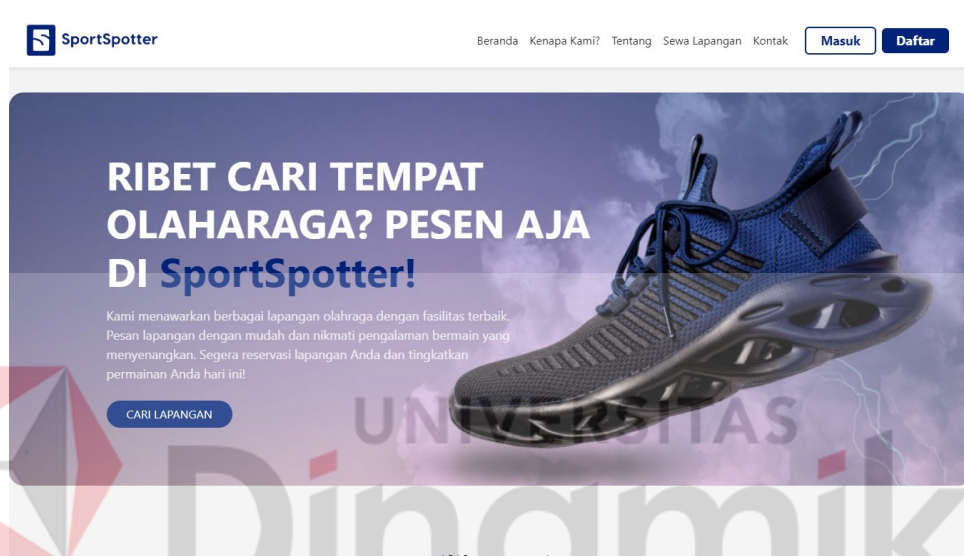 SportSpotter
Beranda Kenapa Kami? Tentang Sewa Lapangan Kontak Masuk Daftar
RIBET CARI TEMPAT
OLAHARAGA? PESEN AJA
DI SportSpotter!
Kami menawarkan berbagai lapangan olahraga dengan fasilitas terbaik.
Pesan lapangan dengan mudah dan nikmati pengalaman bermain yang
menyenangkan. Segera reservasi lapangan Anda dan tingkatkan
permainan Anda hari ini!
CARI LAPANGAN
UNIVERSITAS
Dinamik